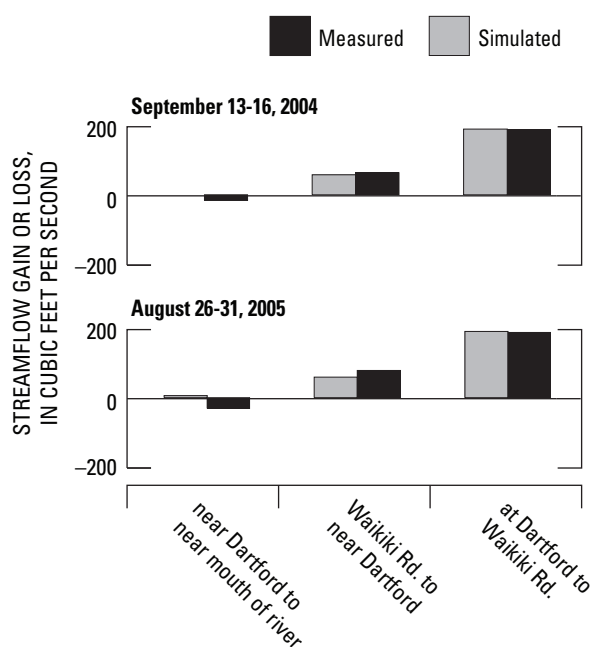 Measured
Simulated
September 13-16, 2004
200
0
–200
August 26-31, 2005
200
0
–200
STREAMFLOW GAIN OR LOSS,
IN CUBIC FEET PER SECOND
near Dartford to
near mouth of river
Waikiki Rd. to
near Dartford
at Dartford to
Waikiki Rd.